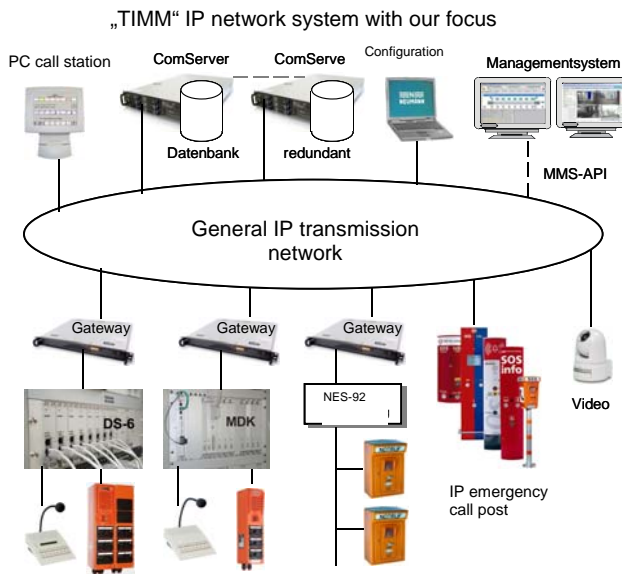 „TIMM“ IP network system with our focus
PC call station
ComServer
ComServe
Configuration
Managementsystem
NEUMANN
Datenbank
redundant
MMS-API
General IP transmission
network
Gateway
Gateway
Gateway
SOS
info
DS-6
MDK
NES-92
Video
IP emergency
call post